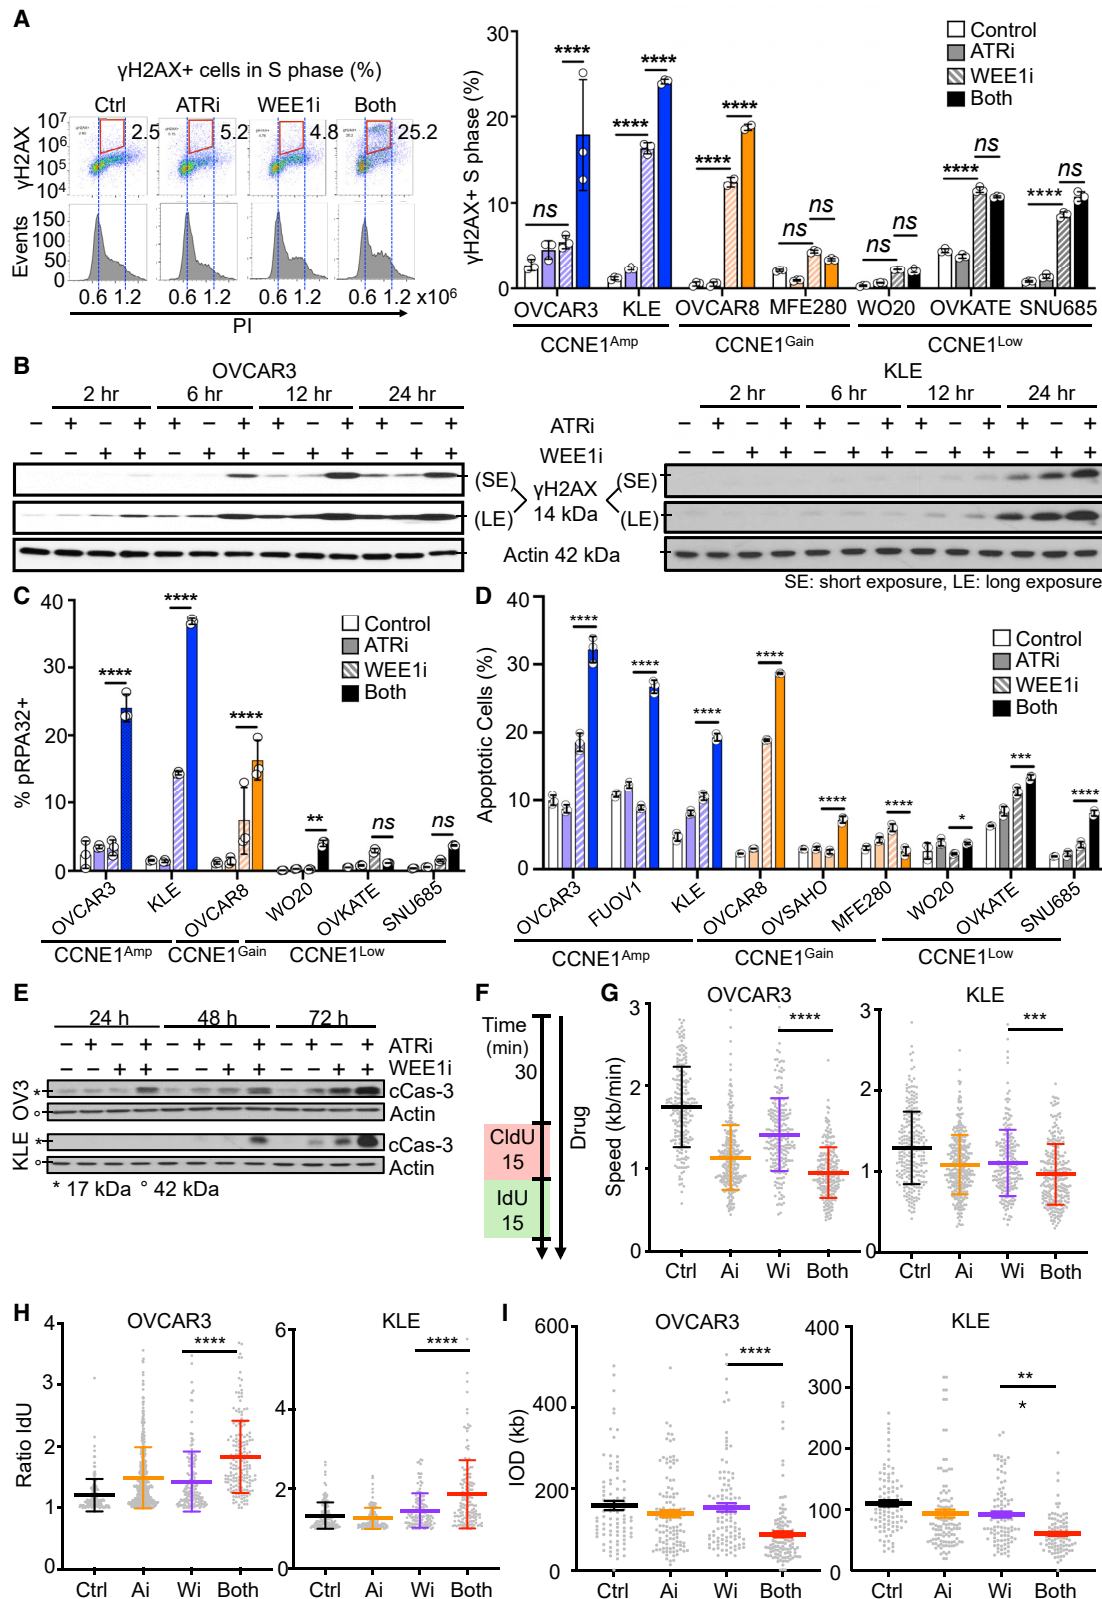 A
γH2AX+ cells in S phase (%)
Ctrl ATRi WEE1i Both
γH2AX
10⁷
10⁶
10⁵
10⁴
2.5 5.2 4.8 25.2
Events
150
100
50
0
0.6 1.2 0.6 1.2 0.6 1.2 0.6 1.2 x10⁶
PI
γH2AX+ S phase (%)
30
20
10
0
Control
ATRi
WEE1i
Both
ns **** **** **** **** **** ns ns ns ns **** ns **** ns
OVCAR3 KLE OVCAR8 MFE280 WO20 OVKATE SNU685
CCNE1ᴬᵐᵖ CCNE1ᴳᵃⁱⁿ CCNE1ᴸᵒʷ
B
OVCAR3 KLE
2 hr 6 hr 12 hr 24 hr 2 hr 6 hr 12 hr 24 hr
− + − + + − + + − + + − + ATRi − + − + + − + + − + + − +
− − + + − + + − + + − + + WEE1i − − + + − + + − + + − + +
(SE) γH2AX (SE)
(LE) 14 kDa (LE)
Actin 42 kDa
SE: short exposure, LE: long exposure
C
% pRPA32+
40
30
20
10
0
Control
ATRi
WEE1i
Both
**** **** **** ** ns ns
OVCAR3 KLE OVCAR8 WO20 OVKATE SNU685
CCNE1ᴬᵐᵖ CCNE1ᴳᵃⁱⁿ CCNE1ᴸᵒʷ
D
Apoptotic Cells (%)
40
30
20
10
0
Control
ATRi
WEE1i
Both
**** **** **** **** **** **** * *** ****
OVCAR3 FUOV1 KLE OVCAR8 OVSAHO MFE280 WO20 OVKATE SNU685
CCNE1ᴬᵐᵖ CCNE1ᴳᵃⁱⁿ CCNE1ᴸᵒʷ
E
24 h 48 h 72 h
− + − + − + − + − + − + ATRi
− − + + − − + + − − + + WEE1i
OV3
* cCas-3
° Actin
KLE
* cCas-3
° Actin
* 17 kDa ° 42 kDa
F
Time
(min)
30
CldU
15
IdU
15
Drug
G
OVCAR3 KLE
Speed (kb/min)
3
2
1
0
****
Ctrl Ai Wi Both
3
2
1
0
***
Ctrl Ai Wi Both
H
OVCAR3 KLE
Ratio IdU
4
3
2
1
0
****
Ctrl Ai Wi Both
6
4
2
0
****
Ctrl Ai Wi Both
I
OVCAR3 KLE
IOD (kb)
600
400
200
0
****
Ctrl Ai Wi Both
400
300
200
100
0
**
*
Ctrl Ai Wi Both